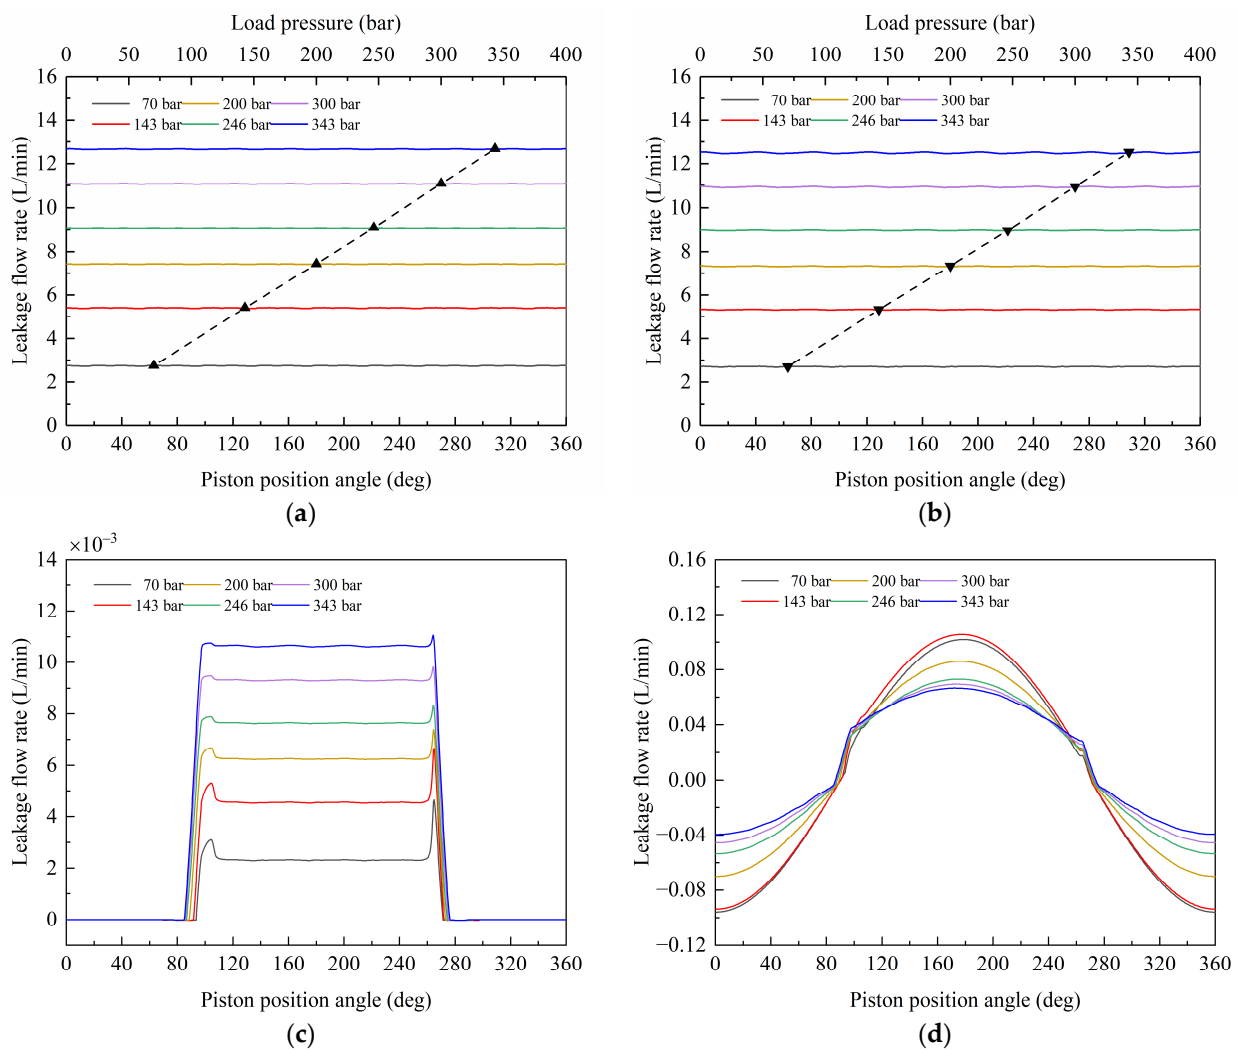 Load pressure (bar)
0 50 100 150 200 250 300 350 400
16
14
12
10
8
6
4
2
0
Leakage flow rate (L/min)
70 bar 200 bar 300 bar
143 bar 246 bar 343 bar
0 40 80 120 160 200 240 280 320 360
Piston position angle (deg)
(a)
Load pressure (bar)
0 50 100 150 200 250 300 350 400
16
14
12
10
8
6
4
2
0
Leakage flow rate (L/min)
70 bar 200 bar 300 bar
143 bar 246 bar 343 bar
0 40 80 120 160 200 240 280 320 360
Piston position angle (deg)
(b)
×10⁻³
14
12
10
8
6
4
2
0
Leakage flow rate (L/min)
70 bar 200 bar 300 bar
143 bar 246 bar 343 bar
0 40 80 120 160 200 240 280 320 360
Piston position angle (deg)
(c)
0.16
0.12
0.08
0.04
0.00
−0.04
−0.08
−0.12
Leakage flow rate (L/min)
70 bar 200 bar 300 bar
143 bar 246 bar 343 bar
0 40 80 120 160 200 240 280 320 360
Piston position angle (deg)
(d)